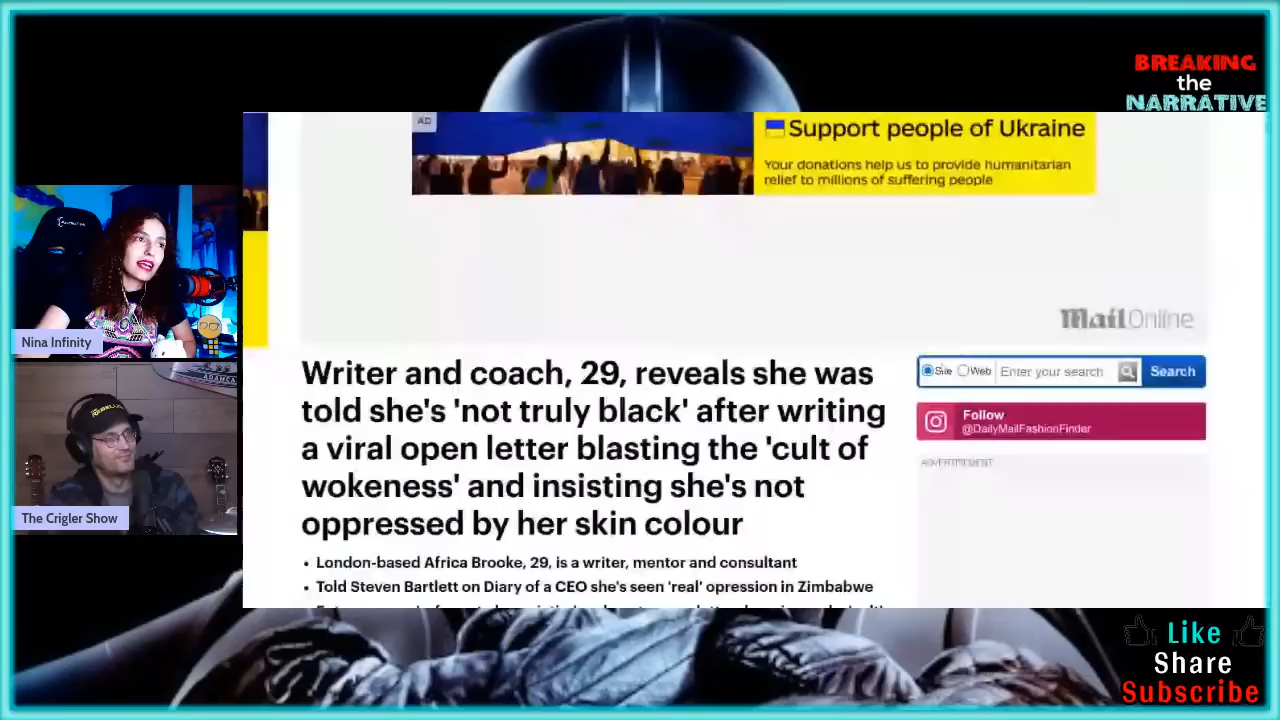 BREAKING
the
NARRATIVE
AD
Support people of Ukraine
Your donations help us to provide humanitarian
relief to millions of suffering people
Mail Online
Nina Infinity
The Crigler Show
Writer and coach, 29, reveals she was
told she's 'not truly black' after writing
a viral open letter blasting the 'cult of
wokeness' and insisting she's not
oppressed by her skin colour
• London-based Africa Brooke, 29, is a writer, mentor and consultant
• Told Steven Bartlett on Diary of a CEO she's seen 'real' opression in Zimbabwe
Site Web Enter your search Search
Follow
@DailyMailFashionFinder
ADVERTISEMENT
Like
Share
Subscribe